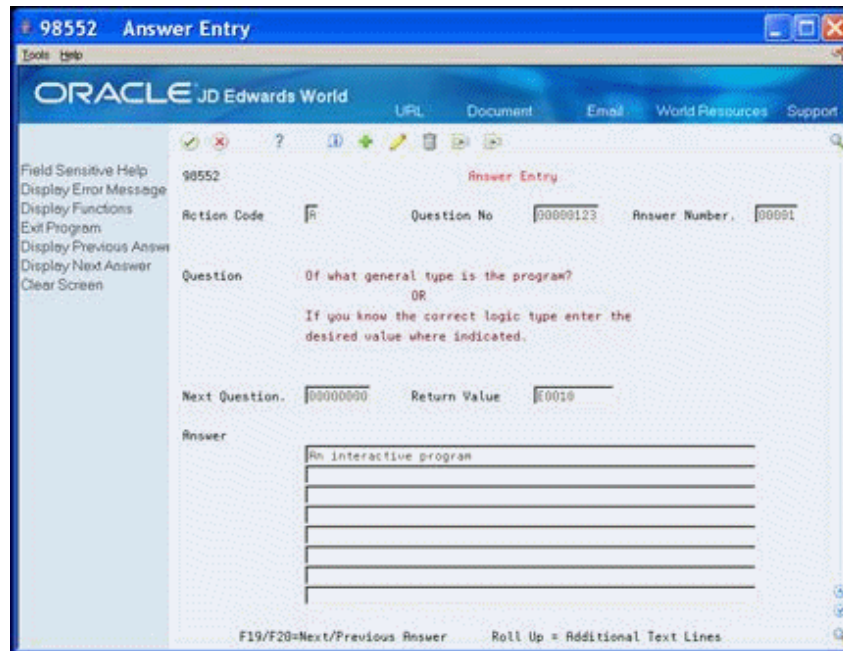 98552 Answer Entry
Tools Help
ORACLE JD Edwards World
URL Document Email World Resources Support
Field Sensitive Help
Display Error Message
Display Functions
Exit Program
Display Previous Answ
Display Next Answer
Clear Screen
98552 Answer Entry
Action Code A Question No 00000123 Answer Number. 00001
Question Of what general type is the program?
OR
If you know the correct logic type enter the
desired value where indicated.
Next Question. 00000000 Return Value E0010
Answer
An interactive program
F19/F20=Next/Previous Answer Roll Up = Additional Text Lines